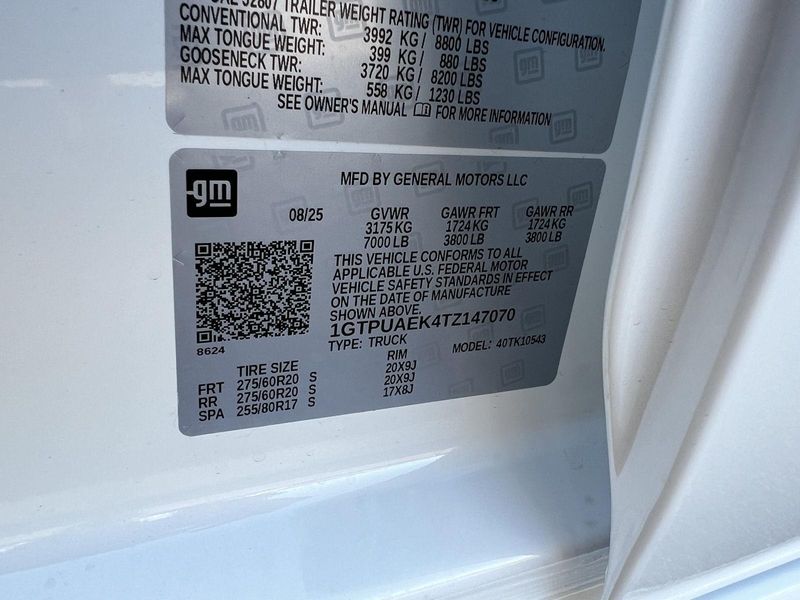 J2807 TRAILER WEIGHT RATING (TWR) FOR VEHICLE CONFIGURATION.
CONVENTIONAL TWR: 3992 KG/ 8800 LBS
MAX TONGUE WEIGHT: 399 KG/ 880 LBS
GOOSENECK TWR: 3720 KG/ 8200 LBS
MAX TONGUE WEIGHT: 558 KG/ 1230 LBS
SEE OWNER'S MANUAL FOR MORE INFORMATION
gm
MFD BY GENERAL MOTORS LLC
08/25 GVWR GAWR FRT GAWR RR
3175 KG 1724 KG 1724 KG
7000 LB 3800 LB 3800 LB
THIS VEHICLE CONFORMS TO ALL
APPLICABLE U.S. FEDERAL MOTOR
VEHICLE SAFETY STANDARDS IN EFFECT
ON THE DATE OF MANUFACTURE
SHOWN ABOVE.
1GTPUAEK4TZ147070
8624
TYPE: TRUCK MODEL: 40TK10543
TIRE SIZE RIM
FRT 275/60R20 S 20X9J
RR 275/60R20 S 20X9J
SPA 255/80R17 S 17X8J